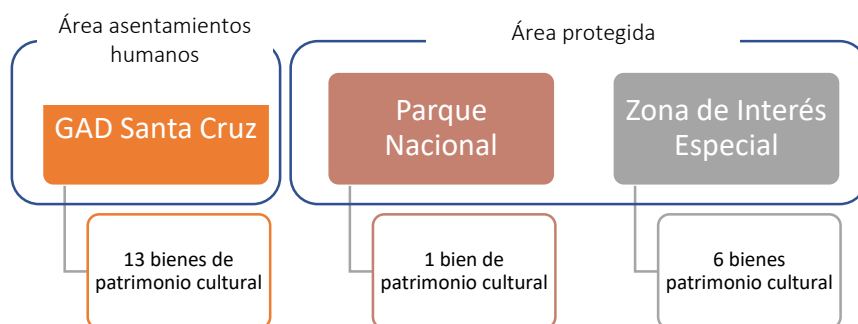 Área asentamientos
humanos
Área protegida
GAD Santa Cruz
Parque
Nacional
Zona de Interés
Especial
13 bienes de
patrimonio cultural
1 bien de
patrimonio cultural
6 bienes
patrimonio cultural